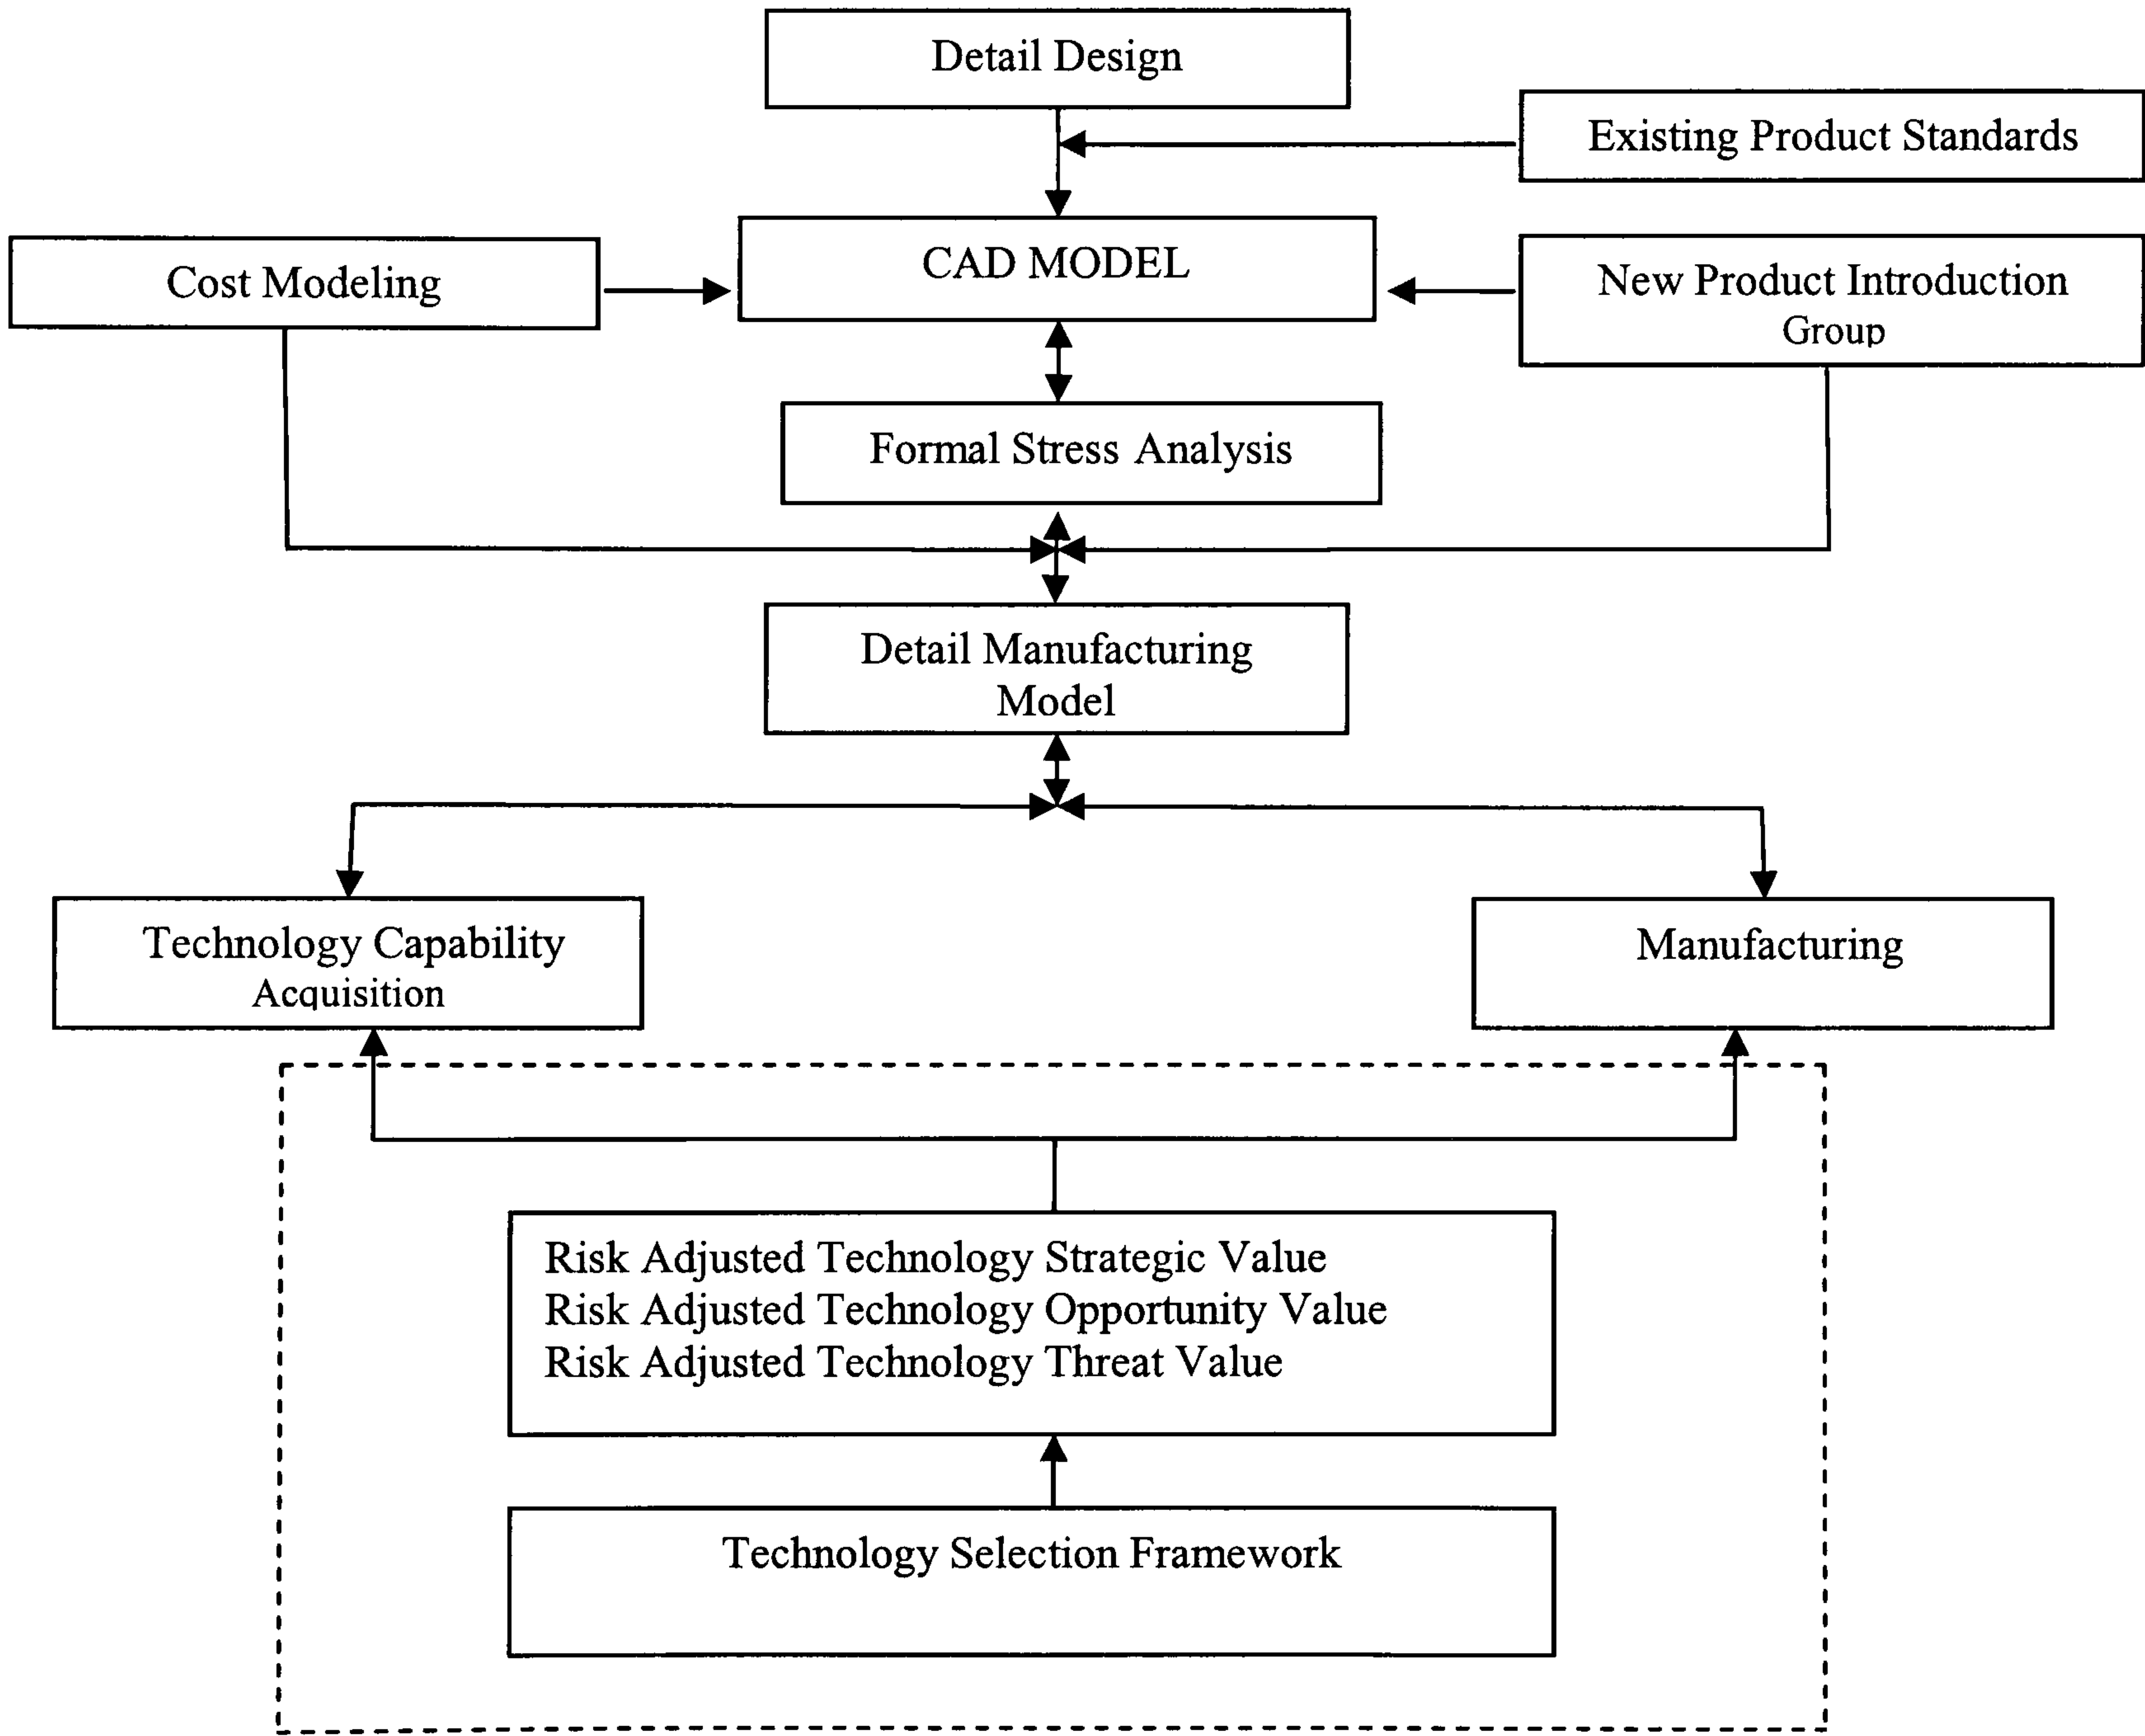 Detail Design
Existing Product Standards
Cost Modeling
CAD MODEL
New Product Introduction
Group
Formal Stress Analysis
Detail Manufacturing
Model
Technology Capability
Acquisition
Manufacturing
Risk Adjusted Technology Strategic Value
Risk Adjusted Technology Opportunity Value
Risk Adjusted Technology Threat Value
Technology Selection Framework